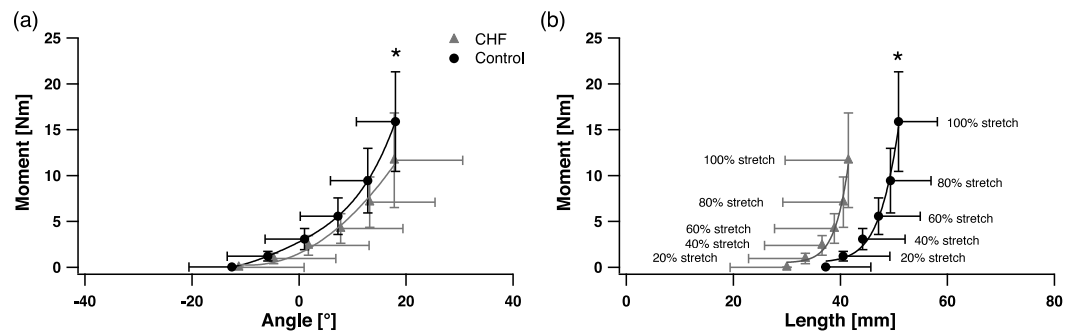 (a)
25
20
15
10
5
0
Moment [Nm]
*
CHF
Control
-40
-20
0
20
40
Angle [°]
(b)
25
20
15
10
5
0
Moment [Nm]
*
100% stretch
100% stretch
80% stretch
80% stretch
60% stretch
60% stretch
40% stretch
40% stretch
20% stretch
20% stretch
0
20
40
60
80
Length [mm]